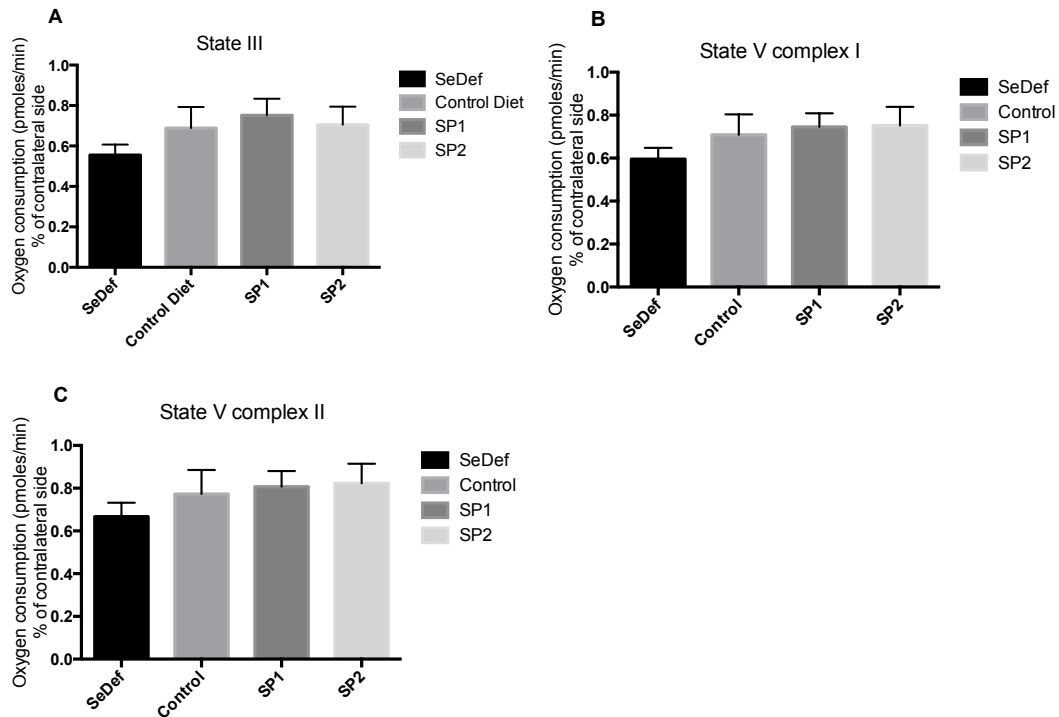 A
State III
Oxygen consumption (pmoles/min)
% of contralateral side
1.0
0.8
0.6
0.4
0.2
0.0
SeDef
Control Diet
SP1
SP2
SeDef
Control Diet
SP1
SP2
B
State V complex I
Oxygen consumption (pmoles/min)
% of contralateral side
1.0
0.8
0.6
0.4
0.2
0.0
SeDef
Control
SP1
SP2
SeDef
Control
SP1
SP2
C
State V complex II
Oxygen consumption (pmoles/min)
% of contralateral side
1.0
0.8
0.6
0.4
0.2
0.0
SeDef
Control
SP1
SP2
SeDef
Control
SP1
SP2